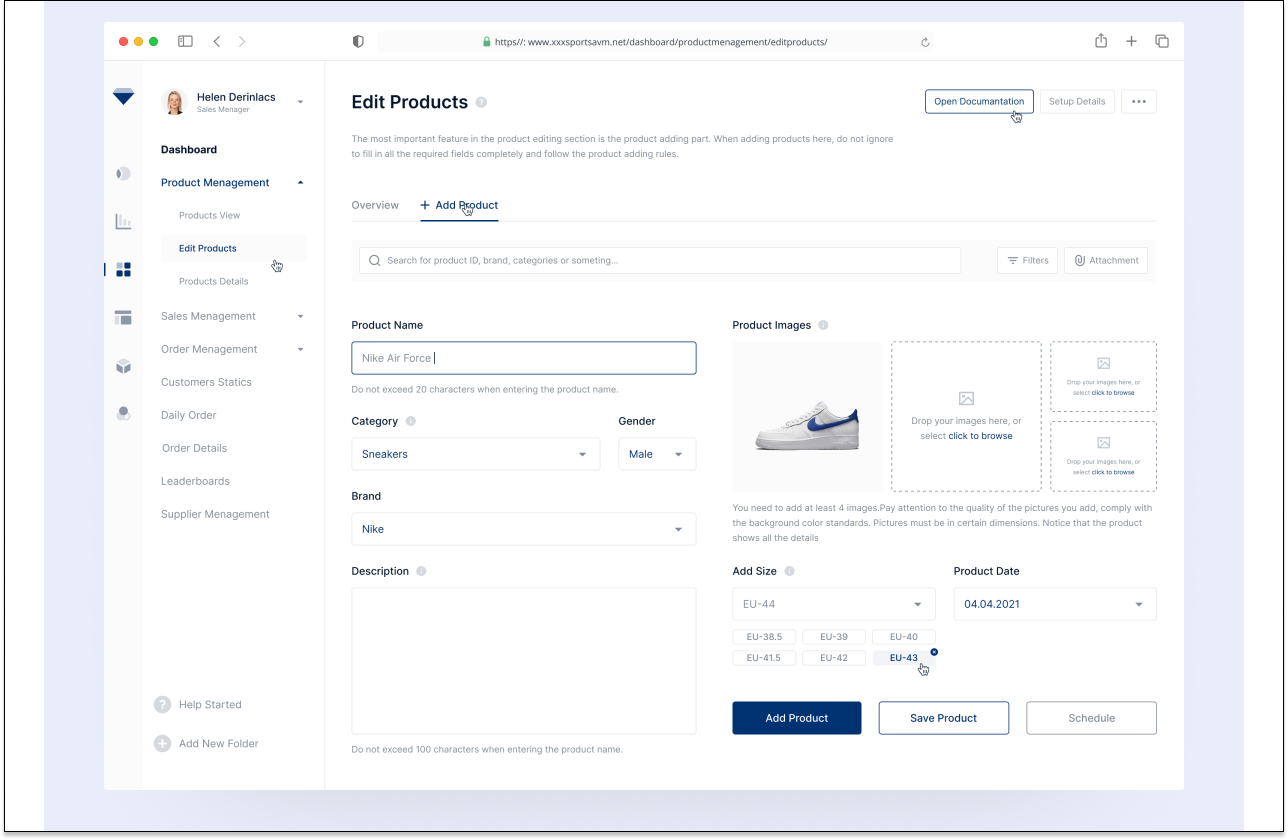 https//: www.xxxsportsavm.net/dashboard/productmenagement/editproducts/
Helen Derinlacs
Sales Menager
Dashboard
Product Menagement
Products View
Edit Products
Products Details
Sales Menagement
Order Menagement
Customers Statics
Daily Order
Order Details
Leaderboards
Supplier Menagement
? Help Started
Add New Folder
Edit Products ?
Open Documantation
Setup Details
The most important feature in the product editing section is the product adding part. When adding products here, do not ignore
to fill in all the required fields completely and follow the product adding rules.
Overview
+ Add Product
Search for product ID, brand, categories or someting...
Filters
Attachment
Product Name
Nike Air Force
Do not exceed 20 characters when entering the product name.
Category
Gender
Sneakers
Male
Brand
Nike
Description
Do not exceed 100 characters when entering the product name.
Product Images
Drop your images here, or
select click to browse
Drop your images here, or
select click to browse
Drop your images here, or
select click to browse
You need to add at least 4 images.Pay attention to the quality of the pictures you add, comply with
the background color standards. Pictures must be in certain dimensions. Notice that the product
shows all the details
Add Size
Product Date
EU-44
04.04.2021
EU-38.5 EU-39 EU-40
EU-41.5 EU-42 EU-43
Add Product
Save Product
Schedule